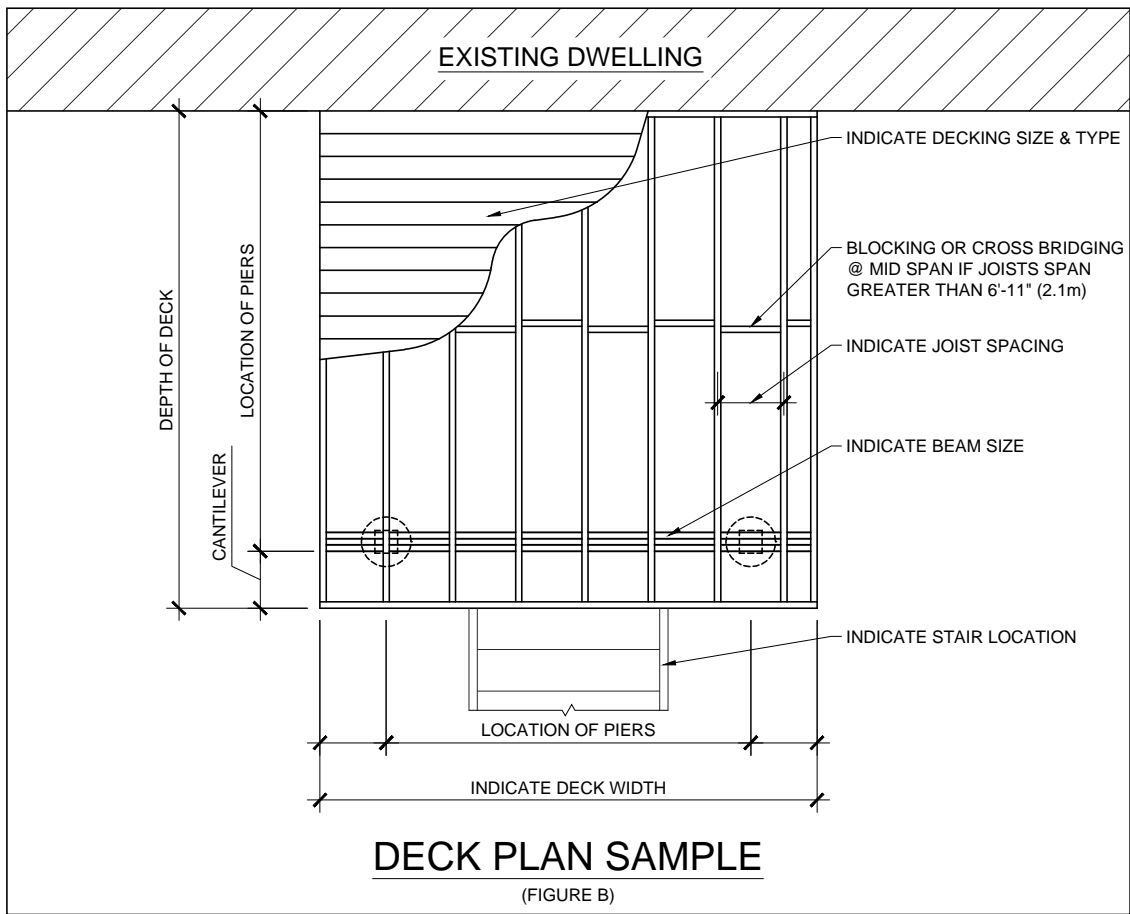 EXISTING DWELLING
INDICATE DECKING SIZE & TYPE
BLOCKING OR CROSS BRIDGING
@ MID SPAN IF JOISTS SPAN
GREATER THAN 6'-11" (2.1m)
INDICATE JOIST SPACING
INDICATE BEAM SIZE
INDICATE STAIR LOCATION
DEPTH OF DECK
LOCATION OF PIERS
CANTILEVER
LOCATION OF PIERS
INDICATE DECK WIDTH
DECK PLAN SAMPLE
(FIGURE B)